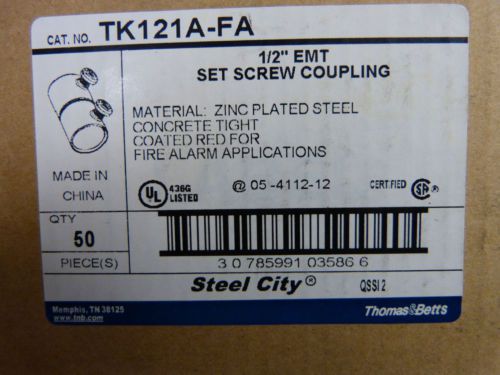 CAT. NO. TK121A-FA
1/2" EMT
SET SCREW COUPLING
MATERIAL: ZINC PLATED STEEL
CONCRETE TIGHT
COATED RED FOR
FIRE ALARM APPLICATIONS
MADE IN
CHINA
UL 436G
LISTED
@ 05-4112-12
CERTIFIED SA
QTY
50
PIECE(S)
3 0 785991 03586 6
Steel City®
QSSI 2
Memphis, TN 38125
www.tnb.com
Thomas&Betts